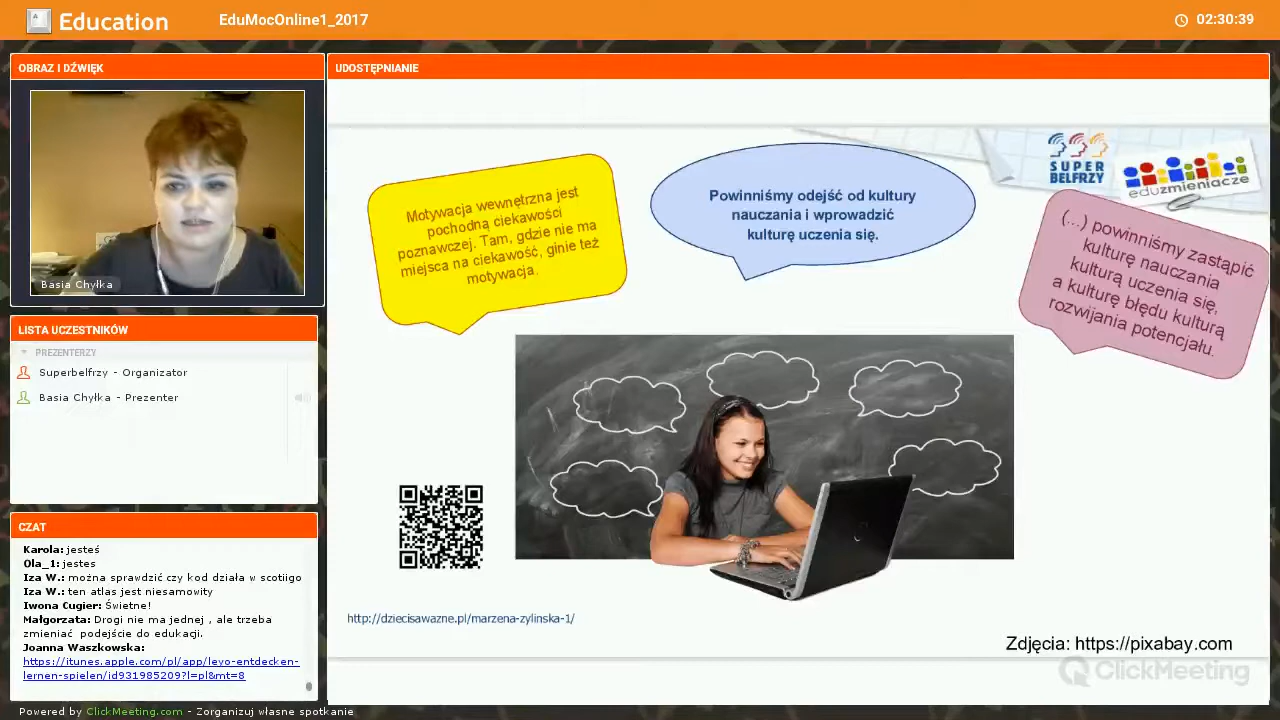 Education
EduMocOnline1_2017
02:30:39
OBRAZ I DŹWIĘK
Basia Chyłka
LISTA UCZESTNIKÓW
PREZENTERZY
Superbelfrzy - Organizator
Basia Chyłka - Prezenter
CZAT
Karola: jesteś
Ola_1: jestes
Iza W.: można sprawdzić czy kod działa w scotiigo
Iza W.: ten atlas jest niesamowity
Iwona Cugier: Świetne!
Małgorzata: Drogi nie ma jednej , ale trzeba
zmieniać podejście do edukacji.
Joanna Waszkowska:
https://itunes.apple.com/pl/app/leyo-entdecken-
lernen-spielen/id931985209?l=pl&mt=8
UDOSTĘPNIANIE
Motywacja wewnętrzna jest
pochodną ciekawości
poznawczej. Tam, gdzie nie ma
miejsca na ciekawość, ginie też
motywacja.
Powinniśmy odejść od kultury
nauczania i wprowadzić
kulturę uczenia się.
SUPER
BELFRZY
eduzmieniacze
(...) powinniśmy zastąpić
kulturę nauczania
kulturą uczenia się,
a kulturę błędu kulturą
rozwijania potencjału.
http://dziecisawazne.pl/marzena-zylinska-1/
Zdjęcia: https://pixabay.com
ClickMeeting
Powered by ClickMeeting.com - Zorganizuj własne spotkanie